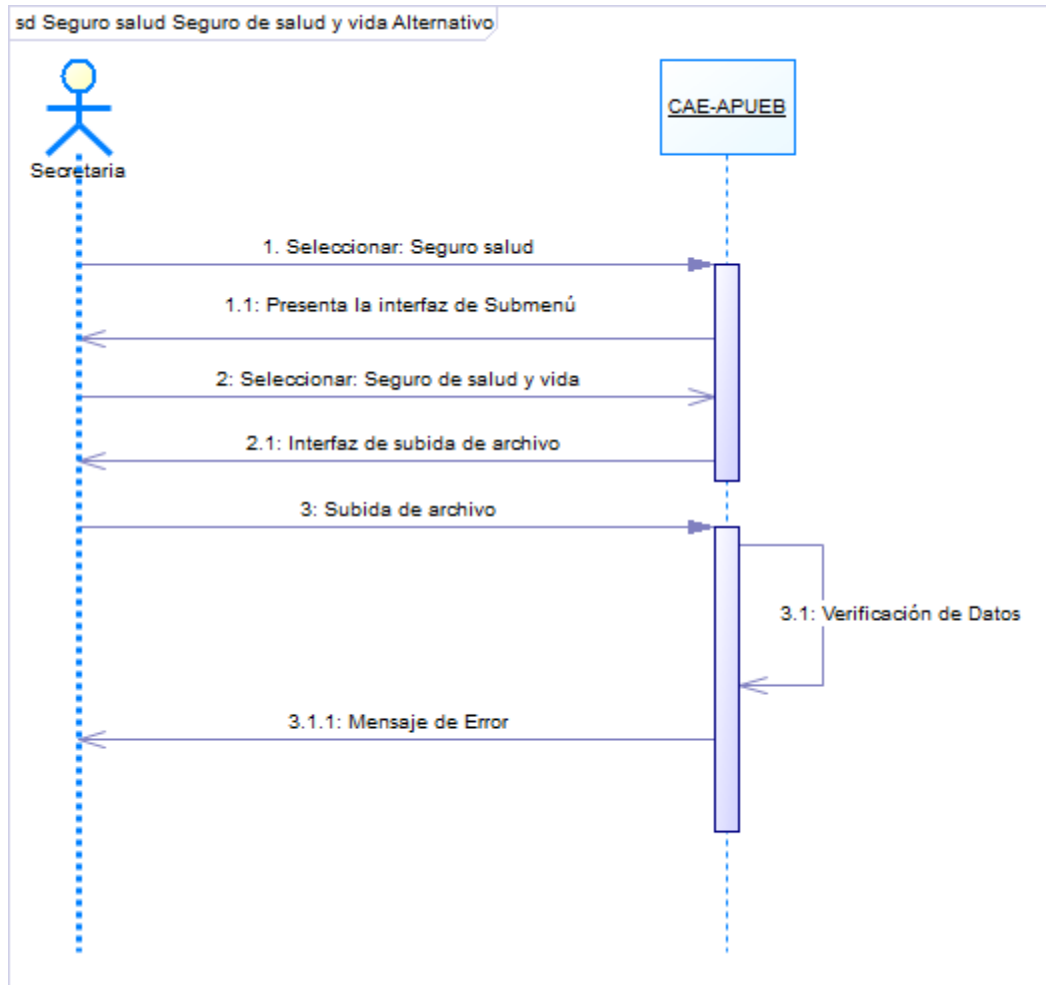 sd Seguro salud Seguro de salud y vida Alternativo
CAE-APUEB
Secretaria
1. Seleccionar: Seguro salud
1.1: Presenta la interfaz de Submenú
2: Seleccionar: Seguro de salud y vida
2.1: Interfaz de subida de archivo
3: Subida de archivo
3.1: Verificación de Datos
3.1.1: Mensaje de Error